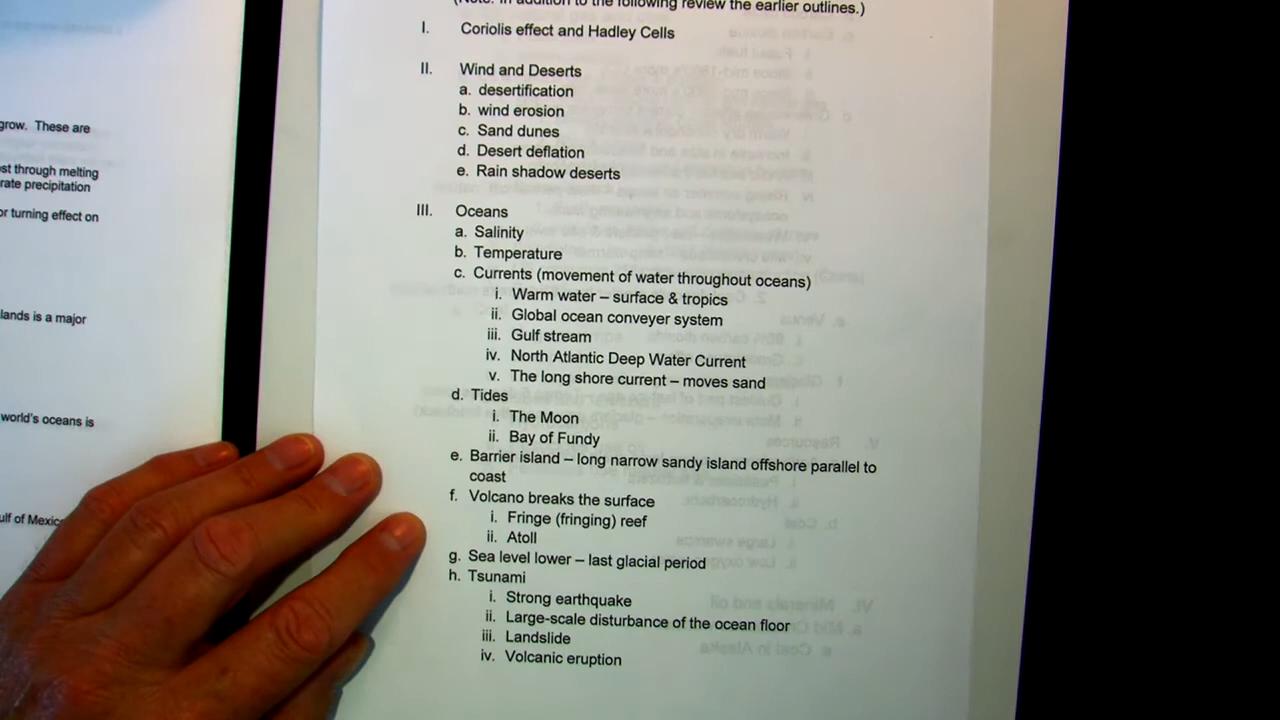 grow. These are
st through melting
rate precipitation
or turning effect on
lands is a major
world's oceans is
ulf of Mexic
(Note: In addition to the following review the earlier outlines.)
I. Coriolis effect and Hadley Cells
II. Wind and Deserts
a. desertification
b. wind erosion
c. Sand dunes
d. Desert deflation
e. Rain shadow deserts
III. Oceans
a. Salinity
b. Temperature
c. Currents (movement of water throughout oceans)
i. Warm water – surface & tropics
ii. Global ocean conveyer system
iii. Gulf stream
iv. North Atlantic Deep Water Current
v. The long shore current – moves sand
d. Tides
i. The Moon
ii. Bay of Fundy
e. Barrier island – long narrow sandy island offshore parallel to
coast
f. Volcano breaks the surface
i. Fringe (fringing) reef
ii. Atoll
g. Sea level lower – last glacial period
h. Tsunami
i. Strong earthquake
ii. Large-scale disturbance of the ocean floor
iii. Landslide
iv. Volcanic eruption